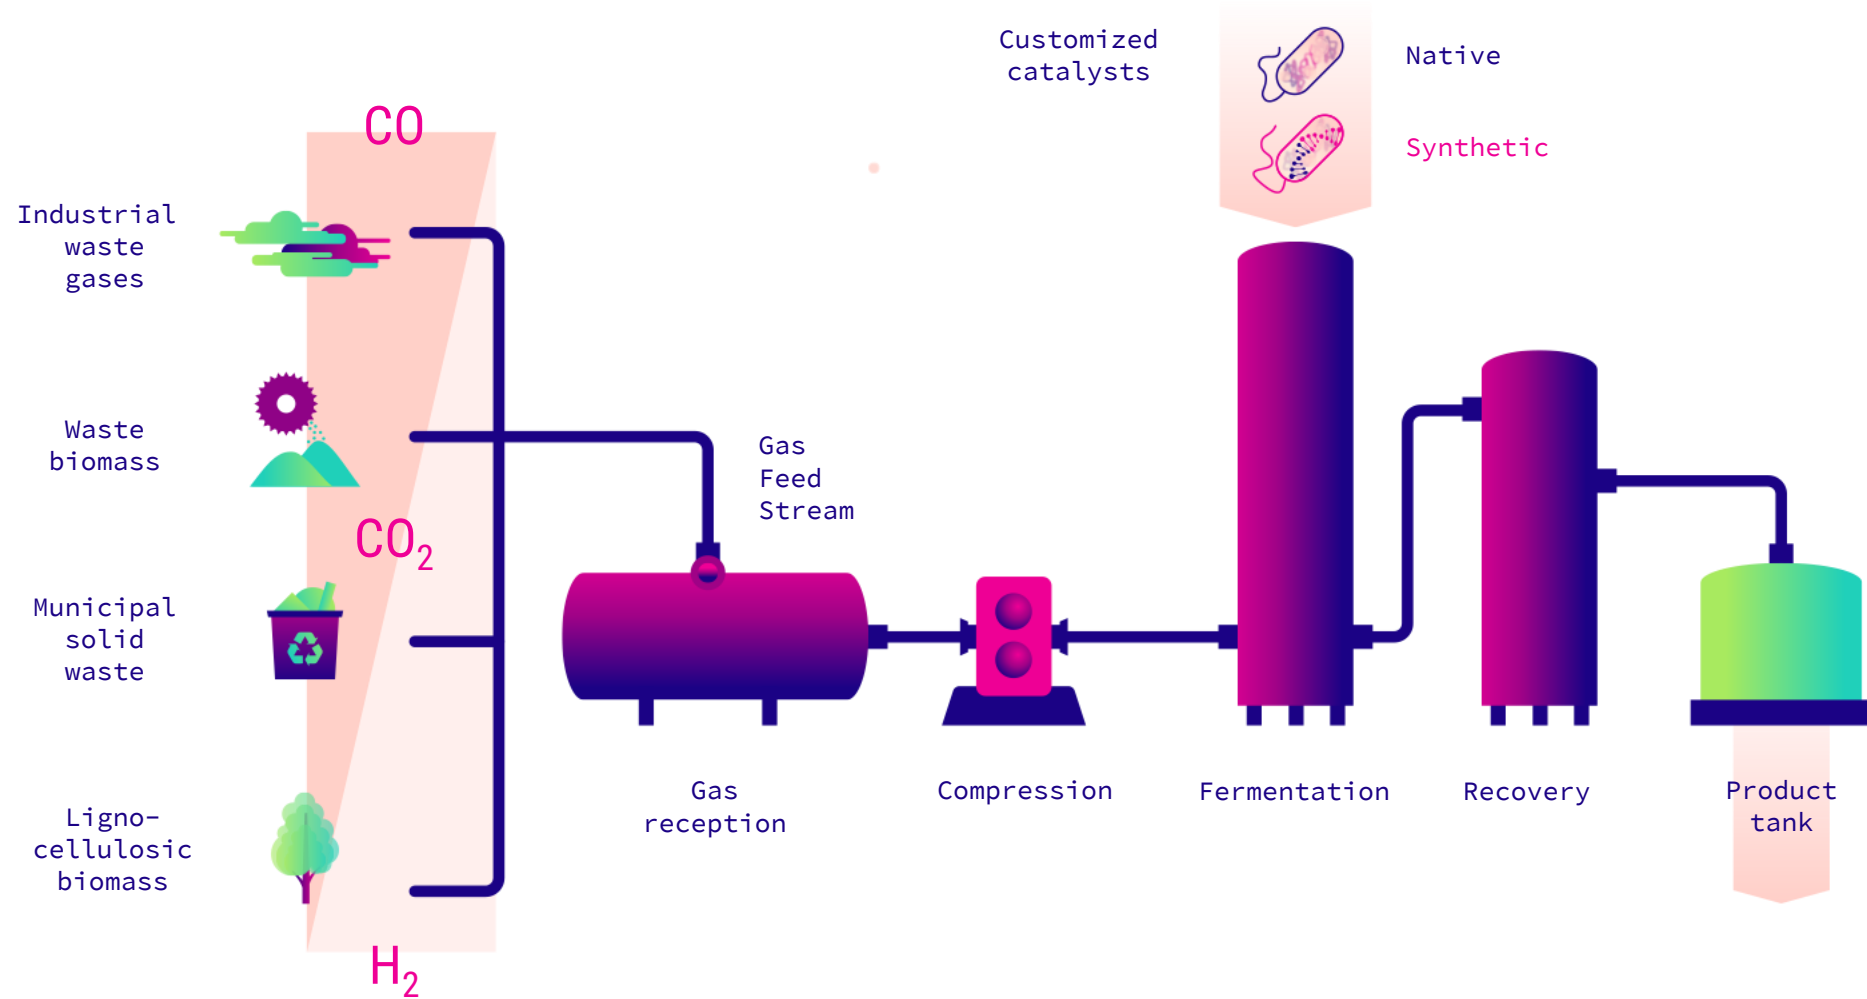 Customized
catalysts
Native
Synthetic
CO
Industrial
waste
gases
Waste
biomass
Gas
Feed
Stream
CO₂
Municipal
solid
waste
Ligno-
cellulosic
biomass
H₂
Gas
reception
Compression
Fermentation
Recovery
Product
tank